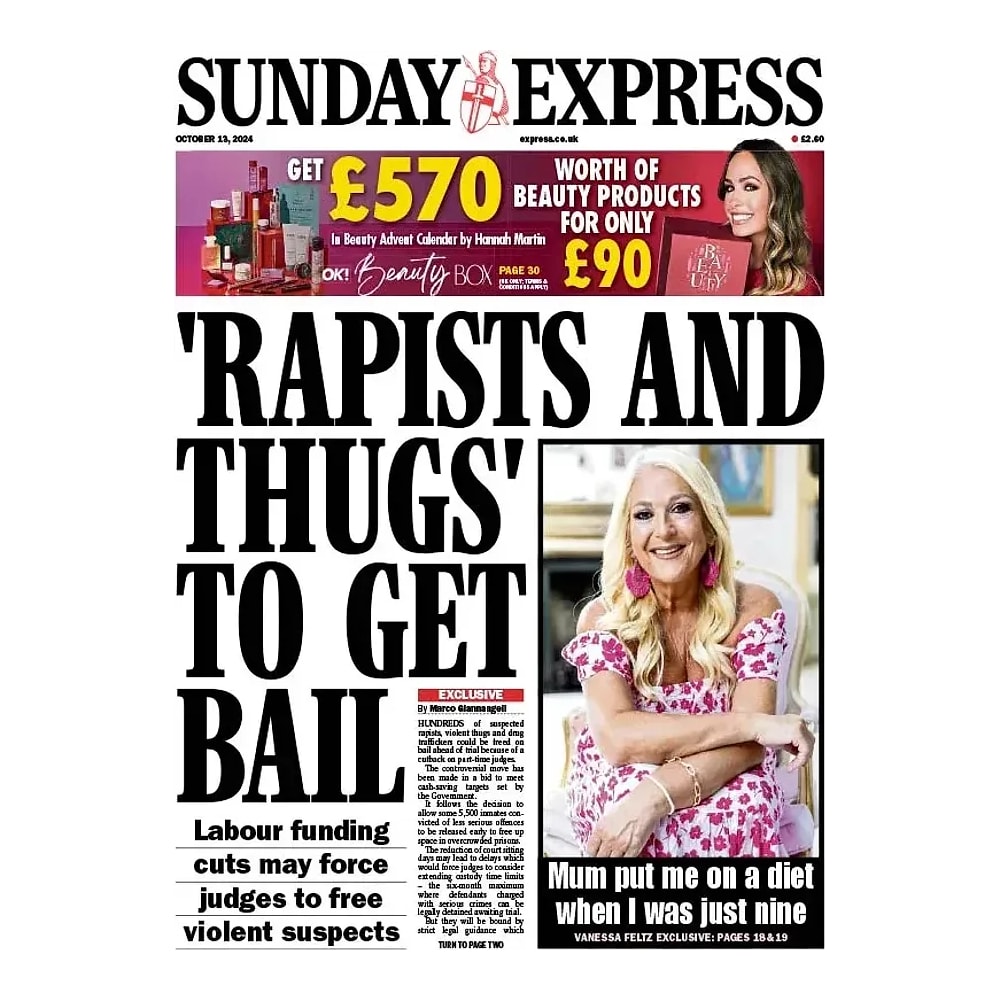 SUNDAY EXPRESS
OCTOBER 13, 2024
express.co.uk
£2.60
GET £570
WORTH OF
BEAUTY PRODUCTS
FOR ONLY
£90
In Beauty Advent Calendar by Hannah Martin
OK! Beauty BOX
PAGE 30
(UK ONLY; TERMS &
CONDITIONS APPLY)
BEAUTY
'RAPISTS AND
THUGS'
TO GET
BAIL
Labour funding
cuts may force
judges to free
violent suspects
EXCLUSIVE
By Marco Giannangeli
HUNDREDS of suspected
rapists, violent thugs and drug
traffickers could be freed on
bail ahead of trial because of a
cutback on part-time judges.
The controversial move has
been made in a bid to meet
cash-saving targets set by
the Government.
It follows the decision to
allow some 5,500 inmates con-
victed of less serious offences
to be released early to free up
space in overcrowded prisons.
The reduction of court sitting
days may lead to delays which
would force judges to consider
extending custody time limits
– the six-month maximum
where defendants charged
with serious crimes can be
legally detained awaiting trial.
But they will be bound by
strict legal guidance which
TURN TO PAGE TWO
Mum put me on a diet
when I was just nine
VANESSA FELTZ EXCLUSIVE: PAGES 18&19